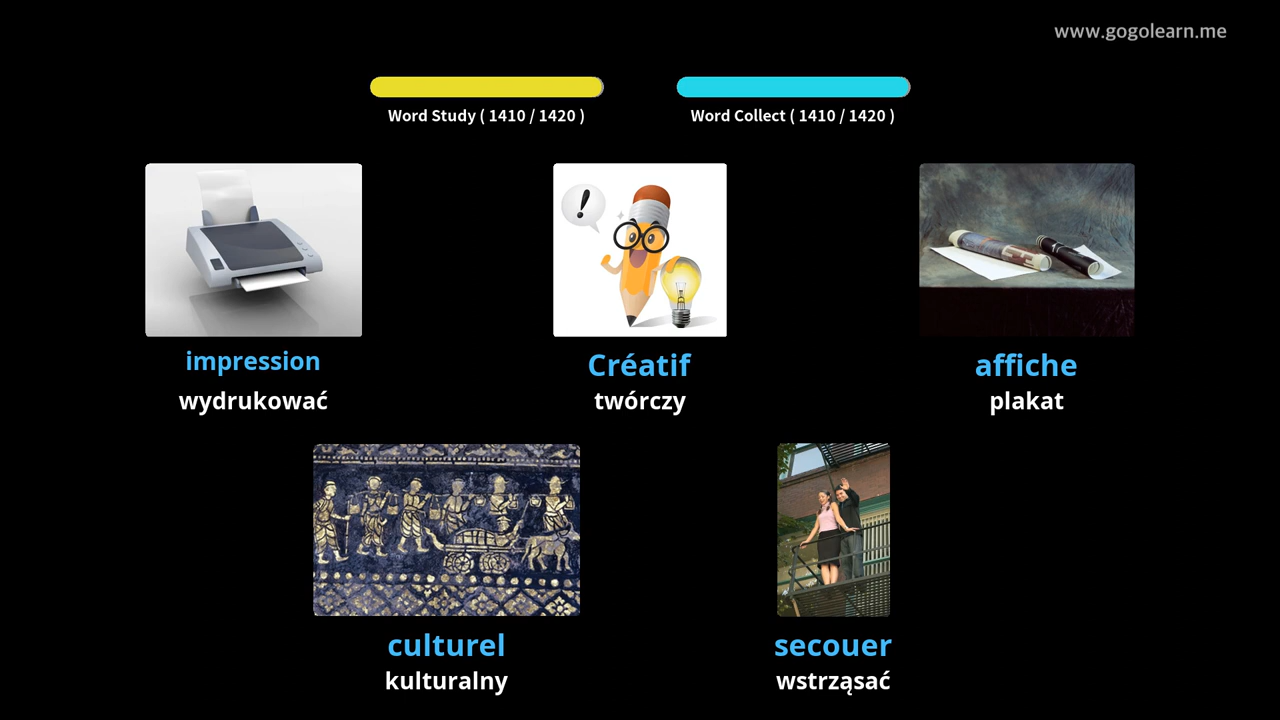 www.gogolearn.me
Word Study ( 1410 / 1420 )
Word Collect ( 1410 / 1420 )
!
impression
wydrukować
Créatif
twórczy
affiche
plakat
culturel
kulturalny
secouer
wstrząsać